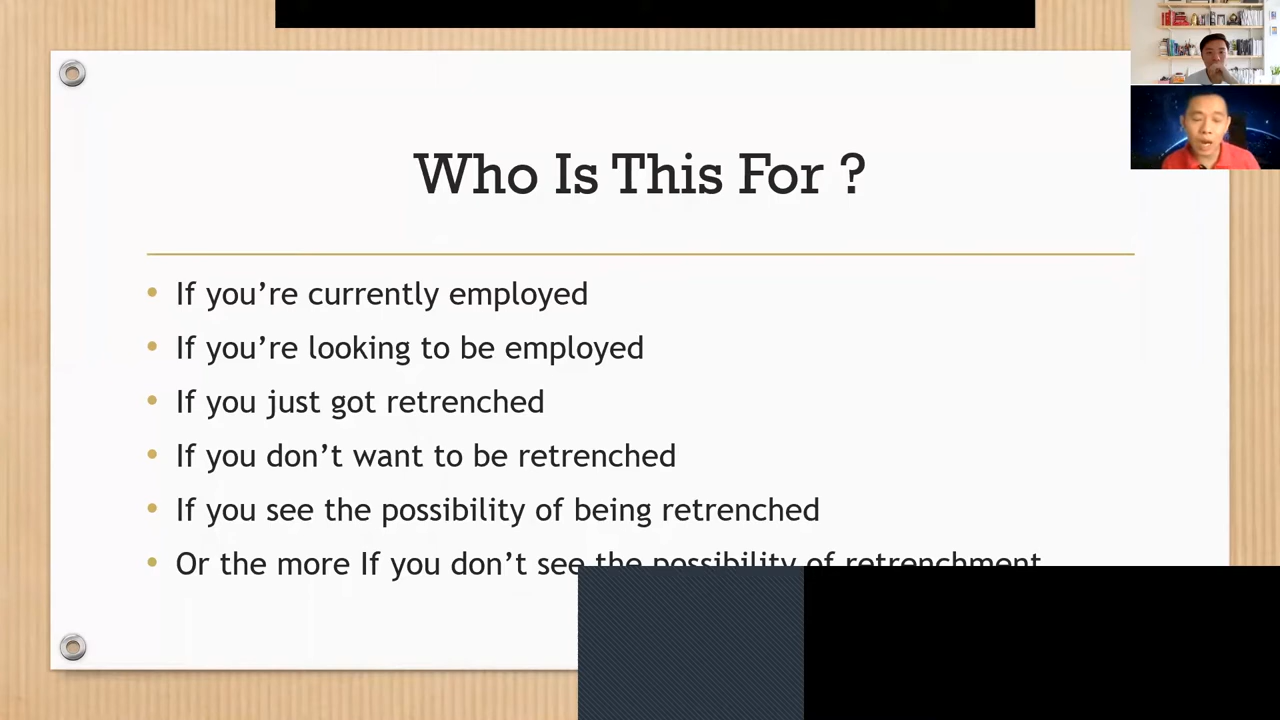 Who Is This For ?
If you're currently employed
If you're looking to be employed
If you just got retrenched
If you don't want to be retrenched
If you see the possibility of being retrenched
Or the more If you don't see the possibility of retrenchment